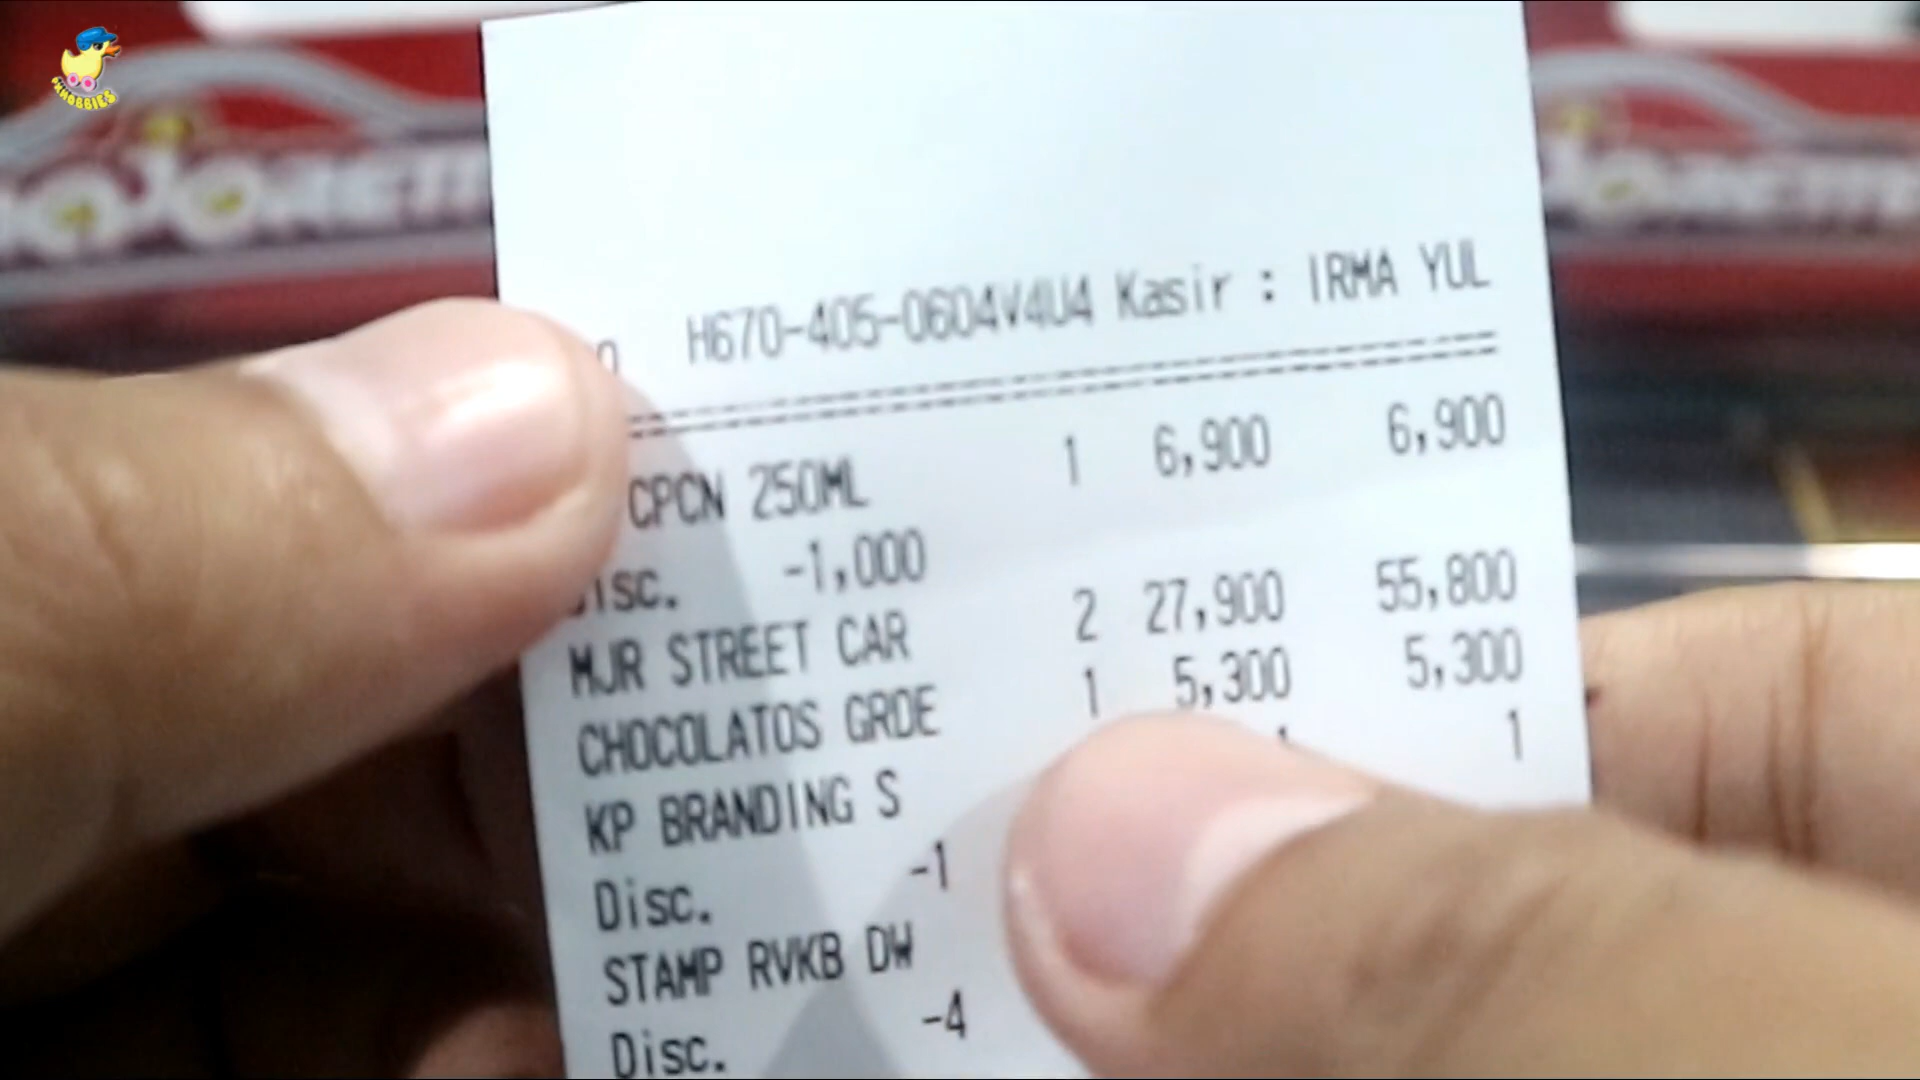 H670-405-0604V4U4 Kasir : IRMA YUL
CPCN 250ML 1 6,900 6,900
Disc. -1,000
MJR STREET CAR 2 27,900 55,800
CHOCOLATOS GRDE 1 5,300 5,300
KP BRANDING S 1
Disc. -1
STAMP RVKB DW
Disc. -4